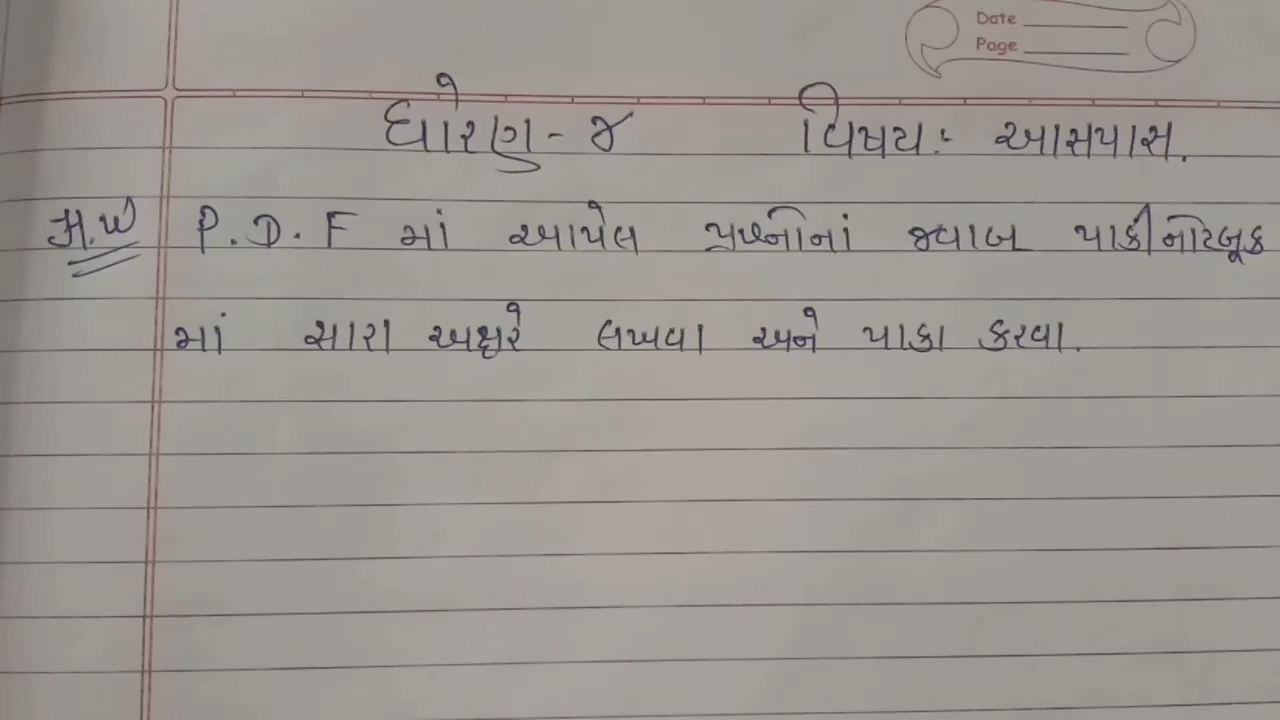 Date
Page
ધોરણ - ૪ વિષય :- આસપાસ.
H.W P.D.F માં આપેલ પ્રશ્નોનાં જવાબ પાકી નોટબૂક
માં સારા અક્ષરે લખવા અને પાકા કરવા.